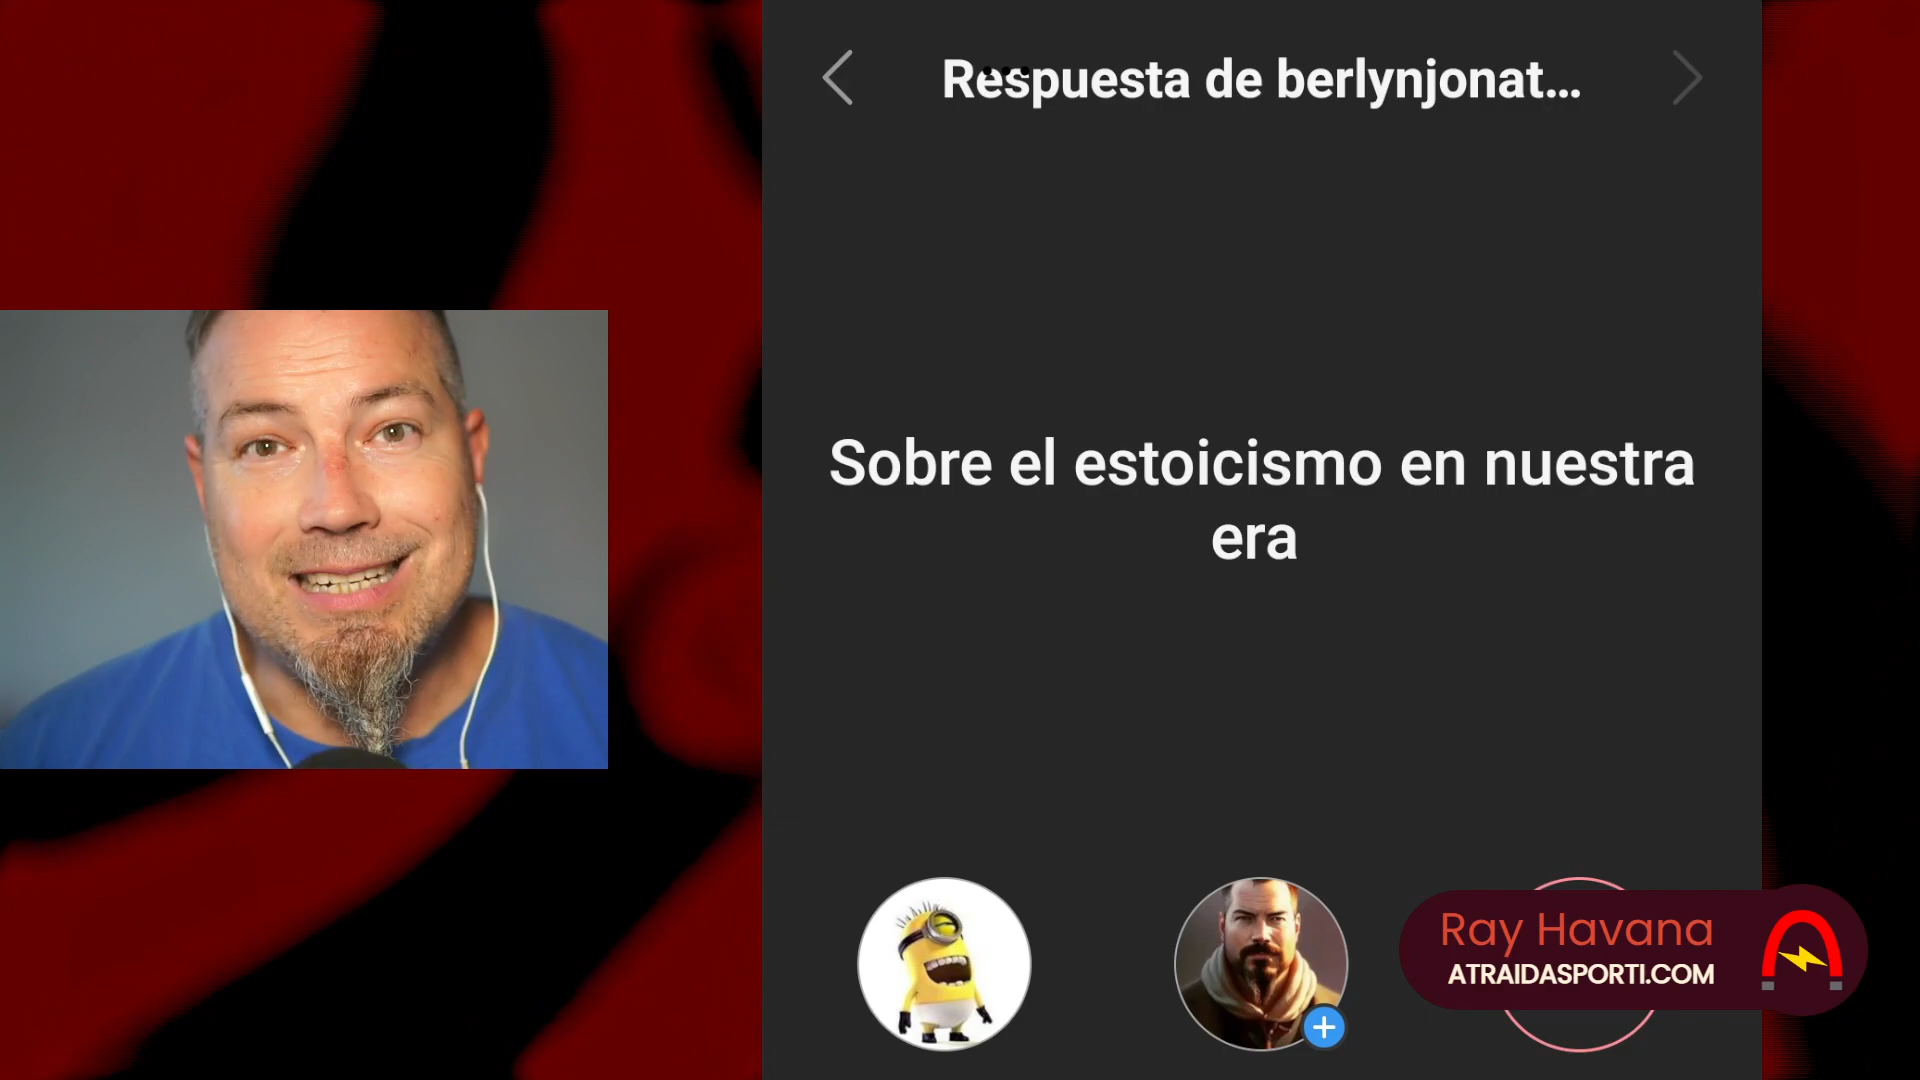 Respuesta de berlynjonat...
Sobre el estoicismo en nuestra
era
Ray Havana
ATRAIDASPORTI.COM